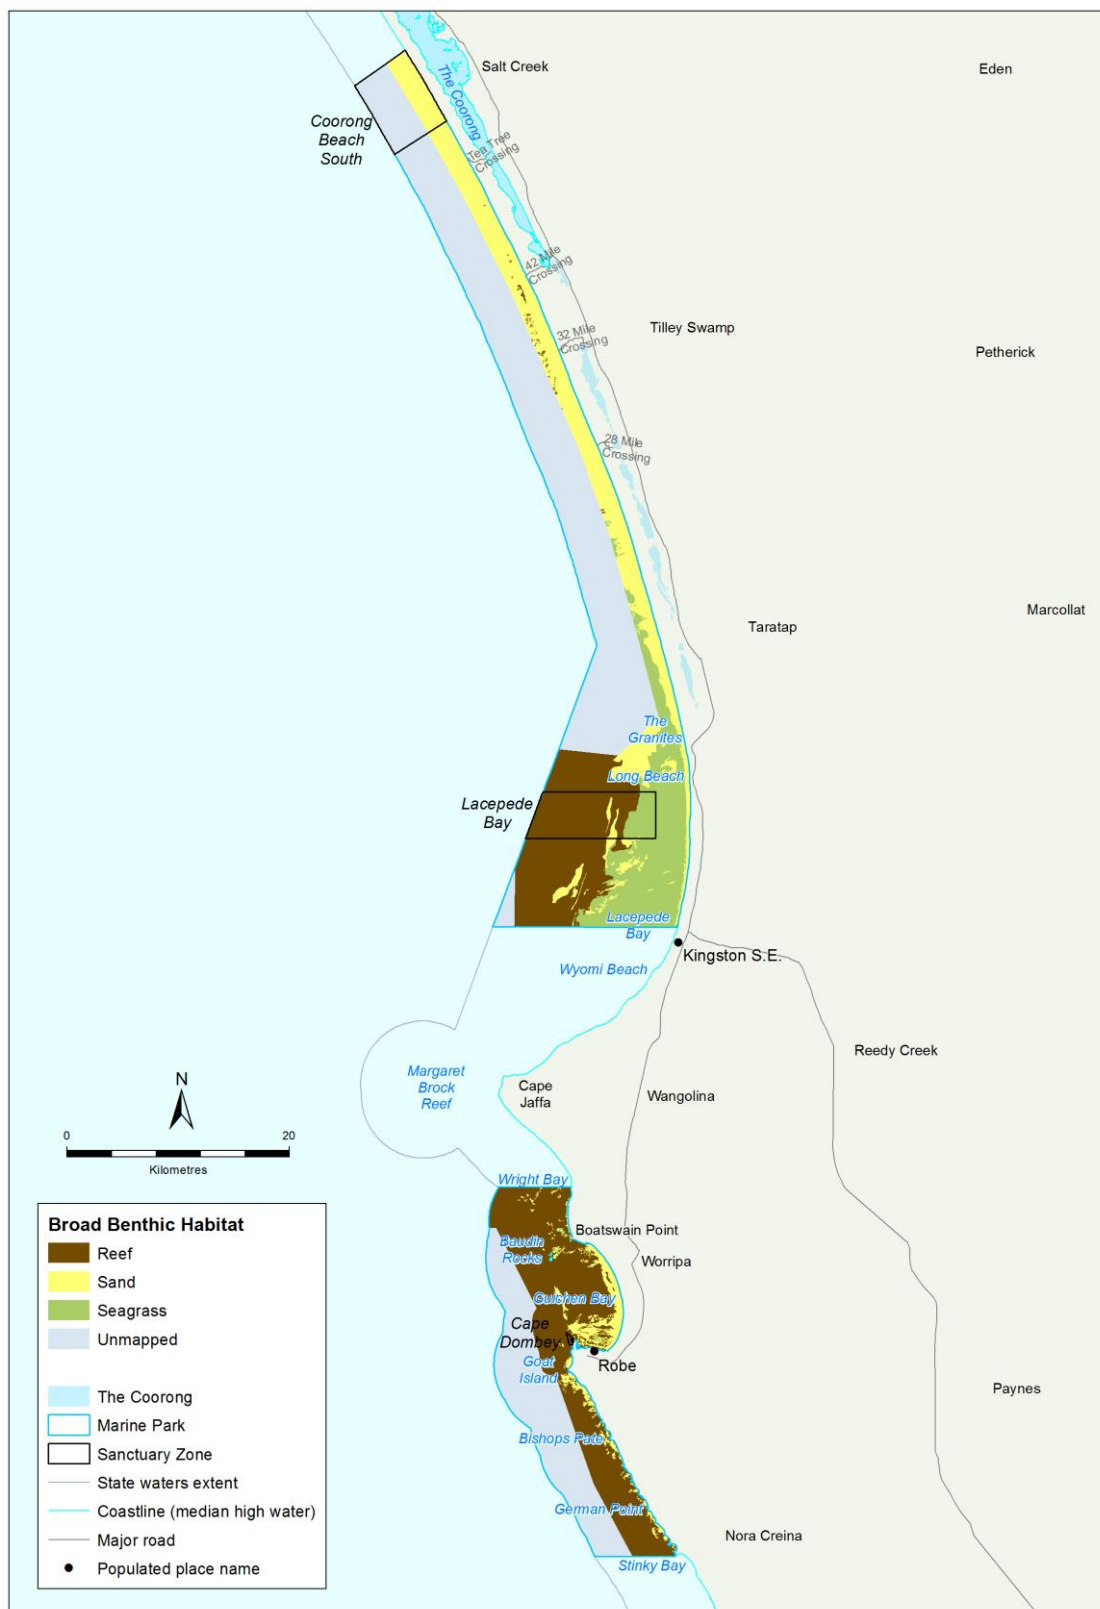 Salt Creek
Eden
The Coorong
Coorong
Beach
South
Tea Tree
Crossing
42 Mile
Crossing
32 Mile
Crossing
Tilley Swamp
Petherick
28 Mile
Crossing
Marcollat
Taratap
The
Granites
Long Beach
Lacepede
Bay
Lacepede
Bay
Kingston S.E.
Wyomi Beach
Reedy Creek
Margaret
Brock
Reef
Cape
Jaffa
Wangolina
N
0 20
Kilometres
Wright Bay
Boatswain Point
Baudin
Rocks
Worripa
Guichen Bay
Cape
Dombey
Goat
Island
Robe
Paynes
Bishops Pate
German Point
Nora Creina
Stinky Bay
Broad Benthic Habitat
Reef
Sand
Seagrass
Unmapped
The Coorong
Marine Park
Sanctuary Zone
State waters extent
Coastline (median high water)
Major road
Populated place name